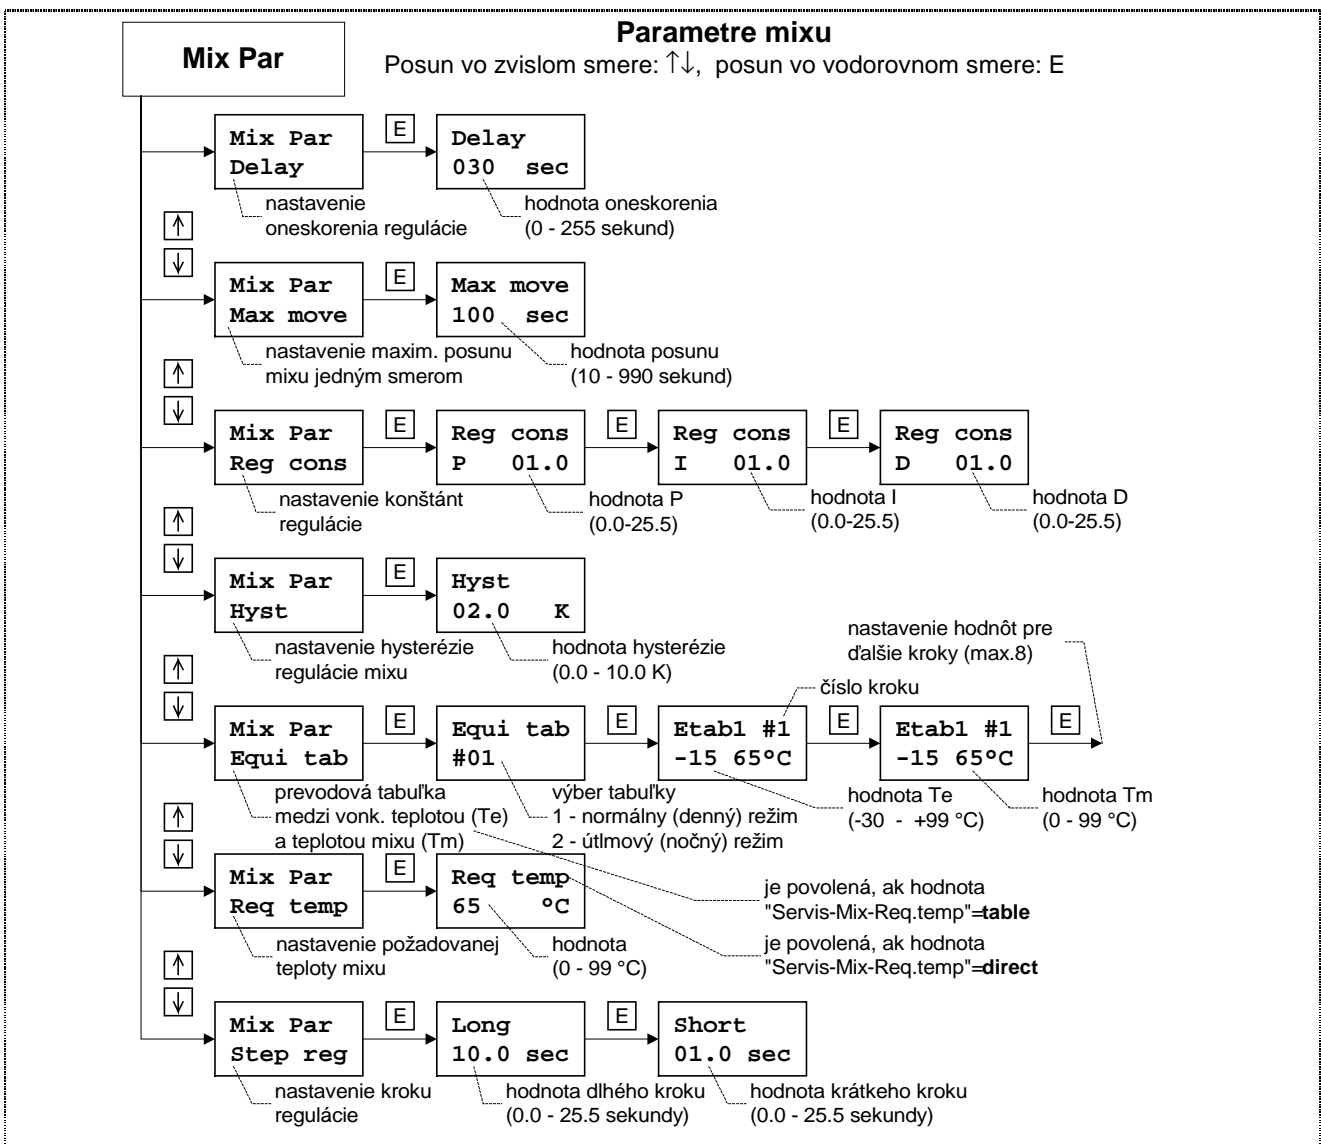 Parametre mixu
Mix Par
Posun vo zvislom smere: ↑↓, posun vo vodorovnom smere: E
Mix Par
Delay
E
Delay
030 sec
nastavenie
oneskorenia regulácie
hodnota oneskorenia
(0 - 255 sekund)
↑
↓
Mix Par
Max move
E
Max move
100 sec
nastavenie maxim. posunu
mixu jedným smerom
hodnota posunu
(10 - 990 sekund)
↑
↓
Mix Par
Reg cons
E
Reg cons
P 01.0
E
Reg cons
I 01.0
E
Reg cons
D 01.0
nastavenie konštánt
regulácie
hodnota P
(0.0-25.5)
hodnota I
(0.0-25.5)
hodnota D
(0.0-25.5)
↑
↓
Mix Par
Hyst
E
Hyst
02.0 K
nastavenie hysterézie
regulácie mixu
hodnota hysterézie
(0.0 - 10.0 K)
nastavenie hodnôt pre
ďalšie kroky (max.8)
číslo kroku
↑
↓
Mix Par
Equi tab
E
Equi tab
#01
E
Etab1 #1
-15 65°C
E
Etab1 #1
-15 65°C
E
prevodová tabuľka
medzi vonk. teplotou (Te)
a teplotou mixu (Tm)
výber tabuľky
1 - normálny (denný) režim
2 - útlmový (nočný) režim
hodnota Te
(-30 - +99 °C)
hodnota Tm
(0 - 99 °C)
↑
↓
Mix Par
Req temp
E
Req temp
65 °C
je povolená, ak hodnota
"Servis-Mix-Req.temp"=table
nastavenie požadovanej
teploty mixu
hodnota
(0 - 99 °C)
je povolená, ak hodnota
"Servis-Mix-Req.temp"=direct
↑
↓
Mix Par
Step reg
E
Long
10.0 sec
E
Short
01.0 sec
nastavenie kroku
regulácie
hodnota dlhého kroku
(0.0 - 25.5 sekundy)
hodnota krátkeho kroku
(0.0 - 25.5 sekundy)